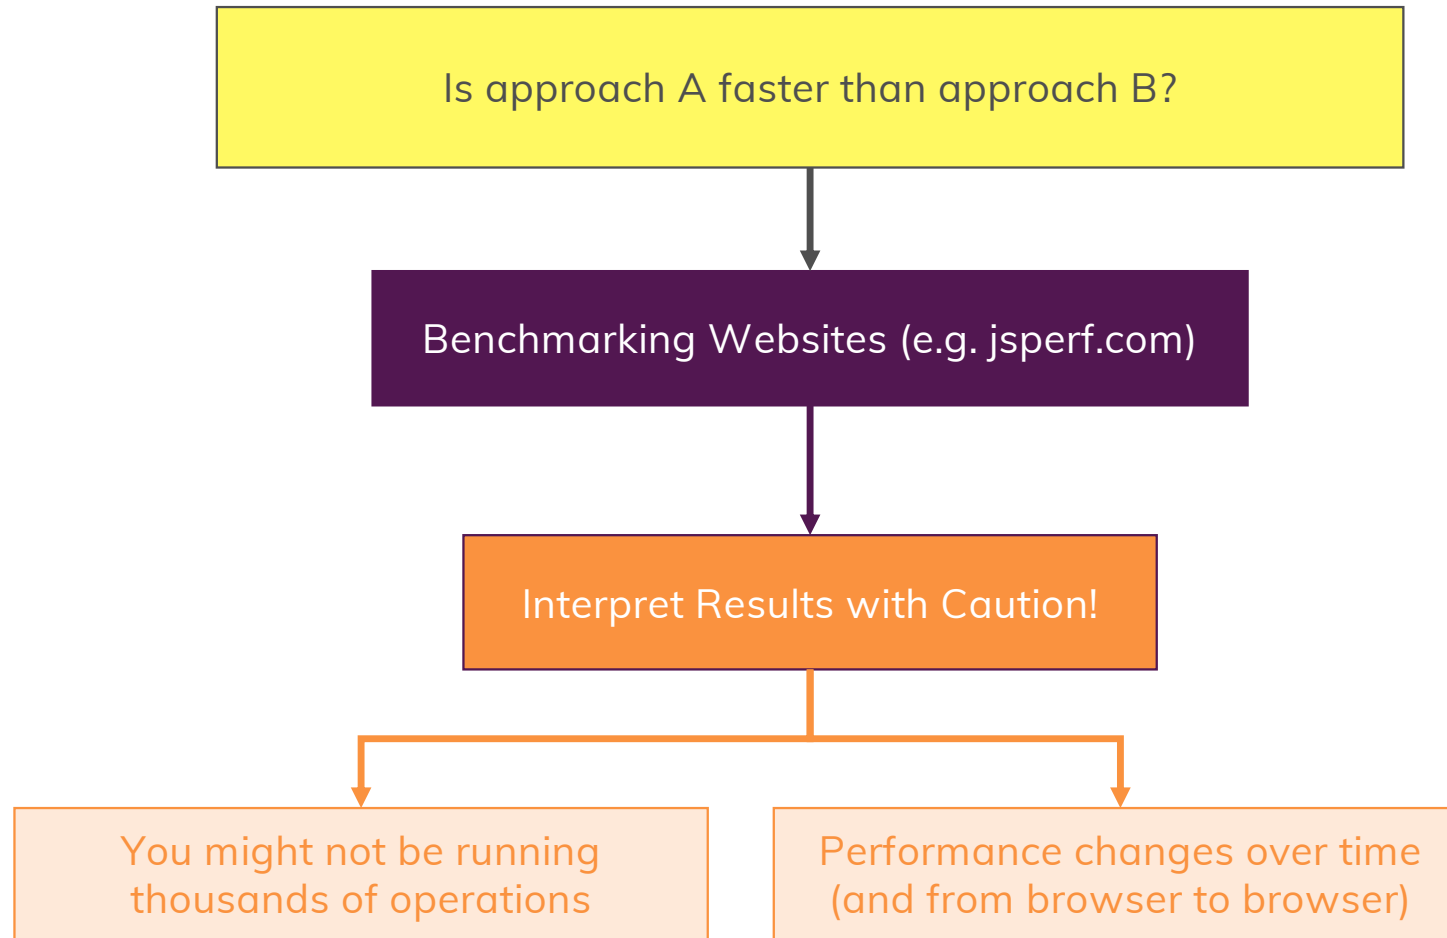 Is approach A faster than approach B?
Benchmarking Websites (e.g. jsperf.com)
Interpret Results with Caution!
You might not be running
thousands of operations
Performance changes over time
(and from browser to browser)